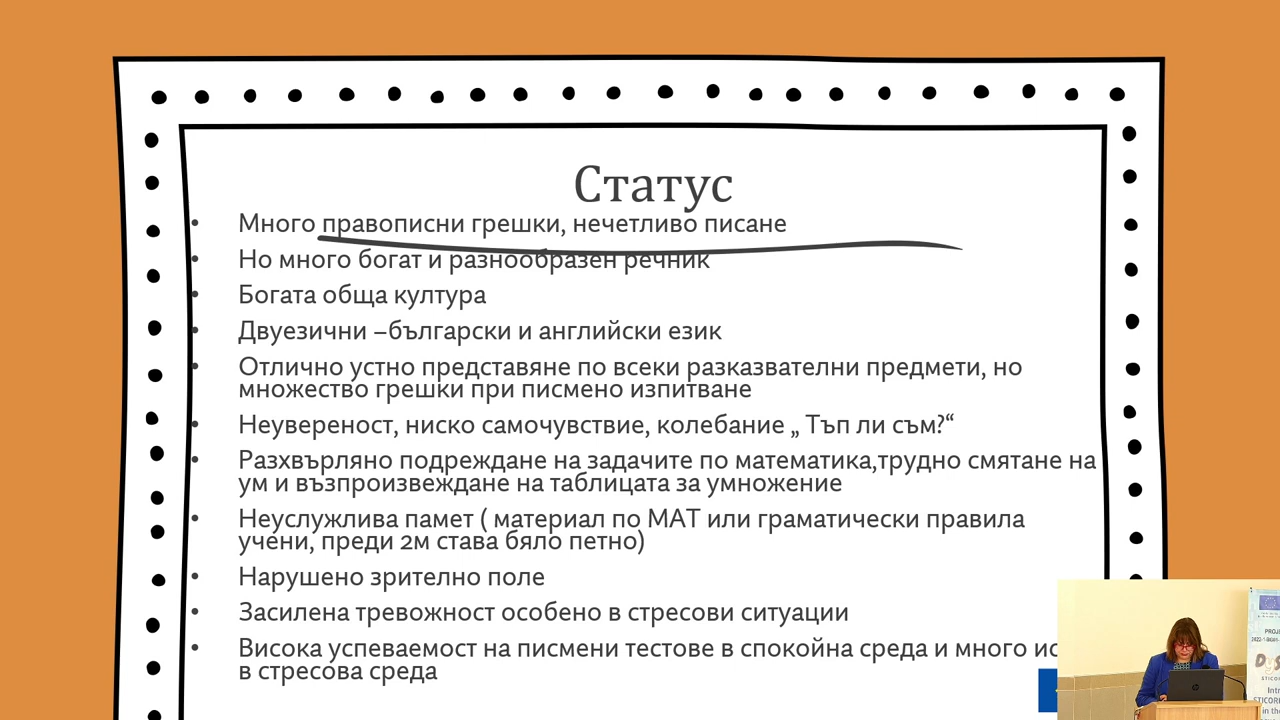 Статус
• Много правописни грешки, нечетливо писане
• Но много богат и разнообразен речник
• Богата обща култура
• Двуезични –български и английски език
• Отлично устно представяне по всеки разказвателни предмети, но
множество грешки при писмено изпитване
• Неувереност, ниско самочувствие, колебание „ Тъп ли съм?“
• Разхвърляно подреждане на задачите по математика,трудно смятане на
ум и възпроизвеждане на таблицата за умножение
• Неуслужлива памет ( материал по МАТ или граматически правила
учени, преди 2м става бяло петно)
• Нарушено зрително поле
• Засилена тревожност особено в стресови ситуации
• Висока успеваемост на писмени тестове в спокойна среда и много
в стресова среда